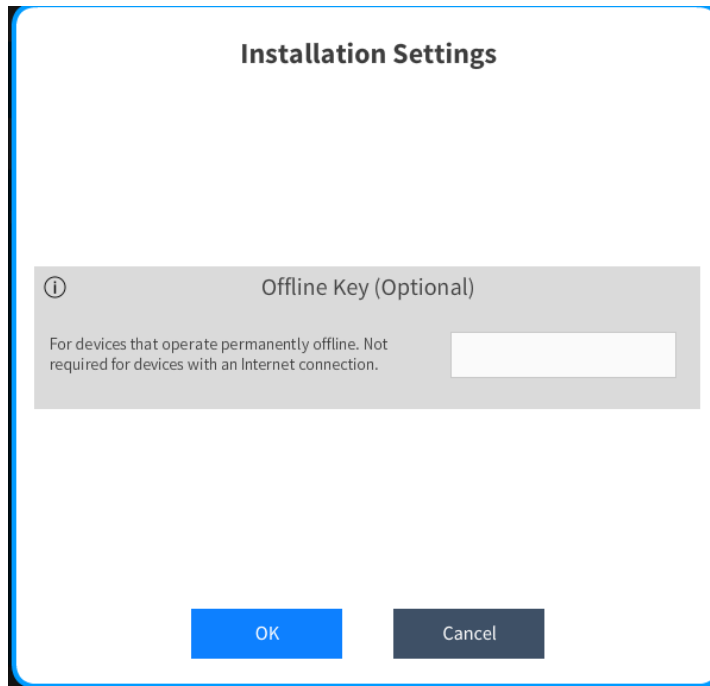 Installation Settings
Offline Key (Optional)
For devices that operate permanently offline. Not
required for devices with an Internet connection.
OK
Cancel